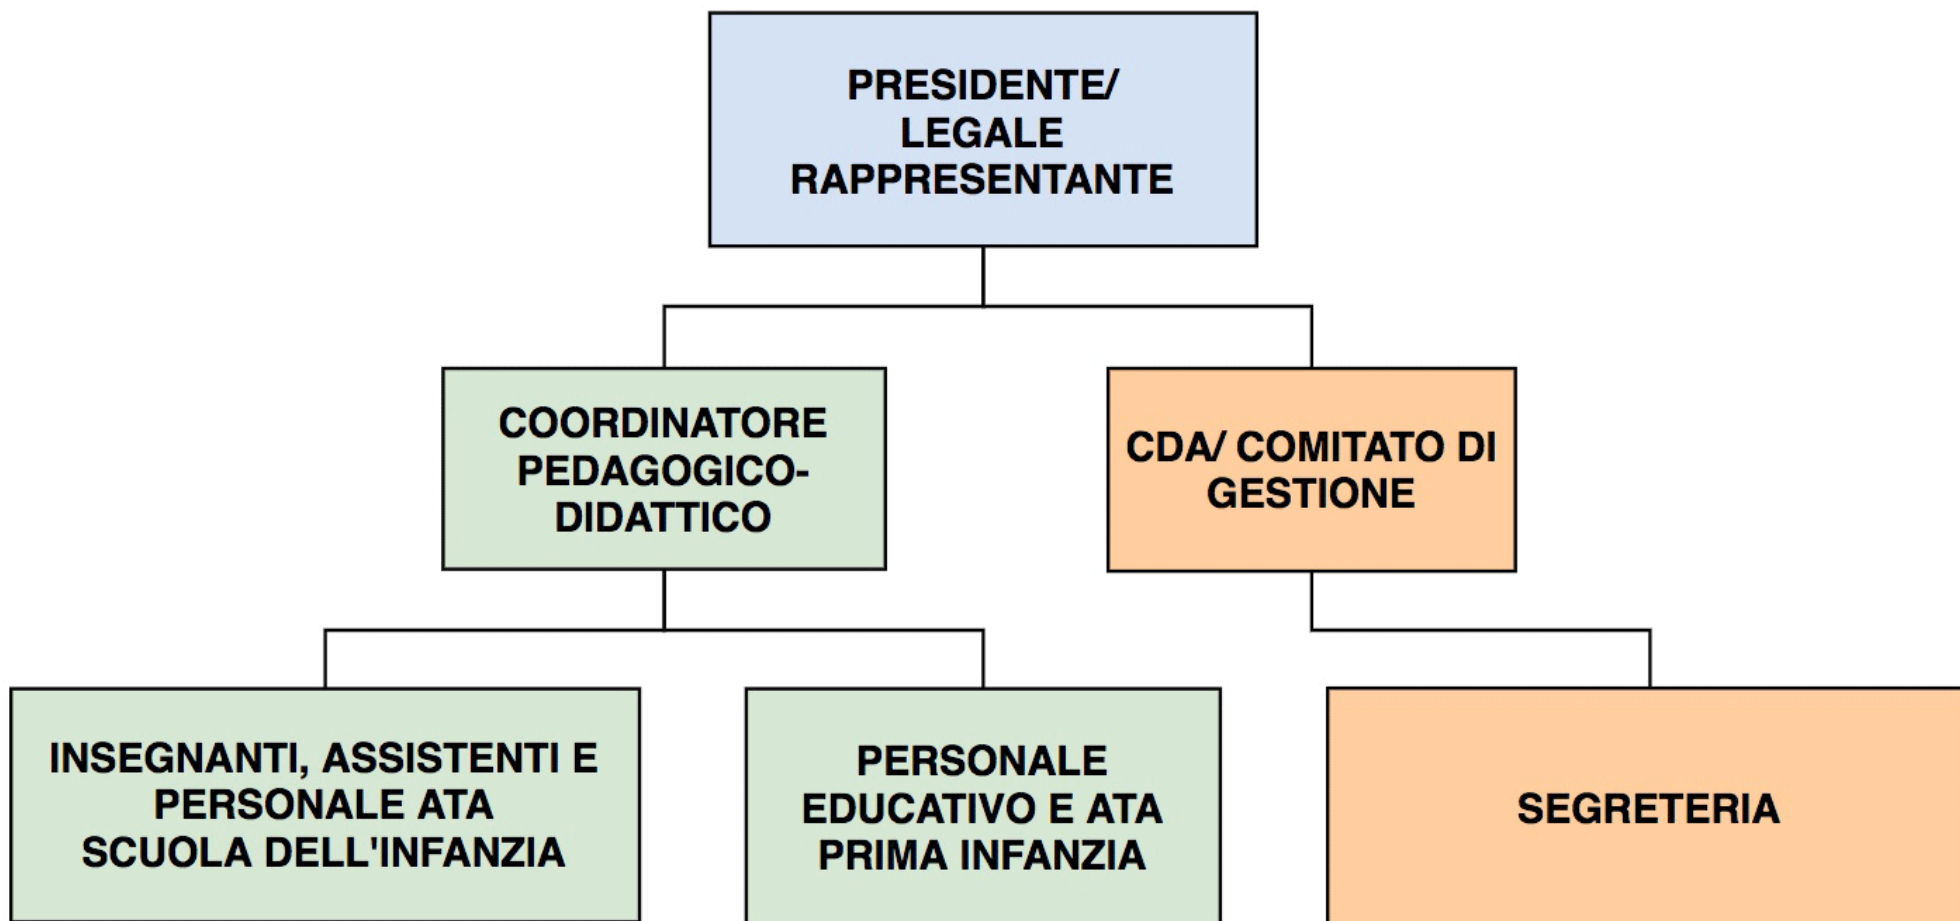 PRESIDENTE/
LEGALE
RAPPRESENTANTE
COORDINATORE
PEDAGOGICO-
DIDATTICO
CDA/ COMITATO DI
GESTIONE
INSEGNANTI, ASSISTENTI E
PERSONALE ATA
SCUOLA DELL'INFANZIA
PERSONALE
EDUCATIVO E ATA
PRIMA INFANZIA
SEGRETERIA